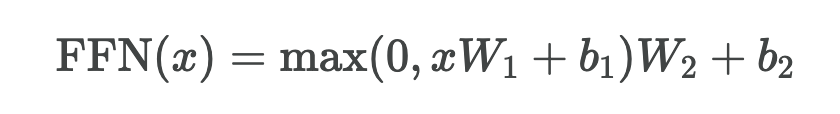 FFN(x) = max(0, xW₁ + b₁)W₂ + b₂